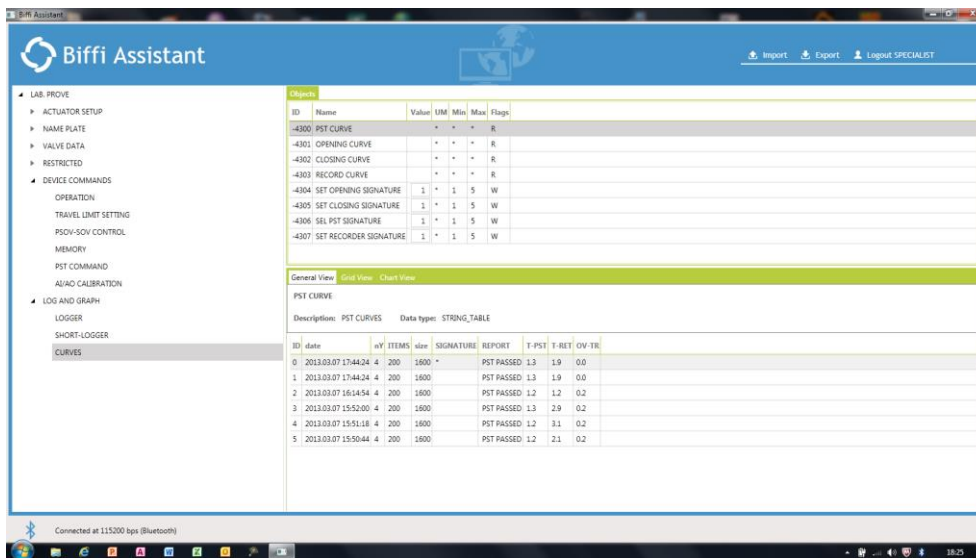 Biffi Assistant
Biffi Assistant
Import Export Logout SPECIALIST
LAB. PROVE
ACTUATOR SETUP
NAME PLATE
VALVE DATA
RESTRICTED
DEVICE COMMANDS
OPERATION
TRAVEL LIMIT SETTING
PSOV-SOV CONTROL
MEMORY
PST COMMAND
AI/AO CALIBRATION
LOG AND GRAPH
LOGGER
SHORT-LOGGER
CURVES
Objects
ID Name Value UM Min Max Flags
-4300 PST CURVE * * * R
-4301 OPENING CURVE * * * R
-4302 CLOSING CURVE * * * R
-4303 RECORD CURVE * * * R
-4304 SET OPENING SIGNATURE 1 * 1 5 W
-4305 SET CLOSING SIGNATURE 1 * 1 5 W
-4306 SEL PST SIGNATURE 1 * 1 5 W
-4307 SET RECORDER SIGNATURE 1 * 1 5 W
General View Grid View Chart View
PST CURVE
Description: PST CURVES Data type: STRING_TABLE
ID date nY ITEMS size SIGNATURE REPORT T-PST T-RET OV-TR
0 2013.03.07 17:44:24 4 200 1600 * PST PASSED 1.3 1.9 0.0
1 2013.03.07 17:44:24 4 200 1600 PST PASSED 1.3 1.9 0.0
2 2013.03.07 16:14:54 4 200 1600 PST PASSED 1.2 1.2 0.2
3 2013.03.07 15:52:00 4 200 1600 PST PASSED 1.3 2.9 0.2
4 2013.03.07 15:51:18 4 200 1600 PST PASSED 1.2 3.1 0.2
5 2013.03.07 15:50:44 4 200 1600 PST PASSED 1.2 2.1 0.2
Connected at 115200 bps (Bluetooth)
18:25